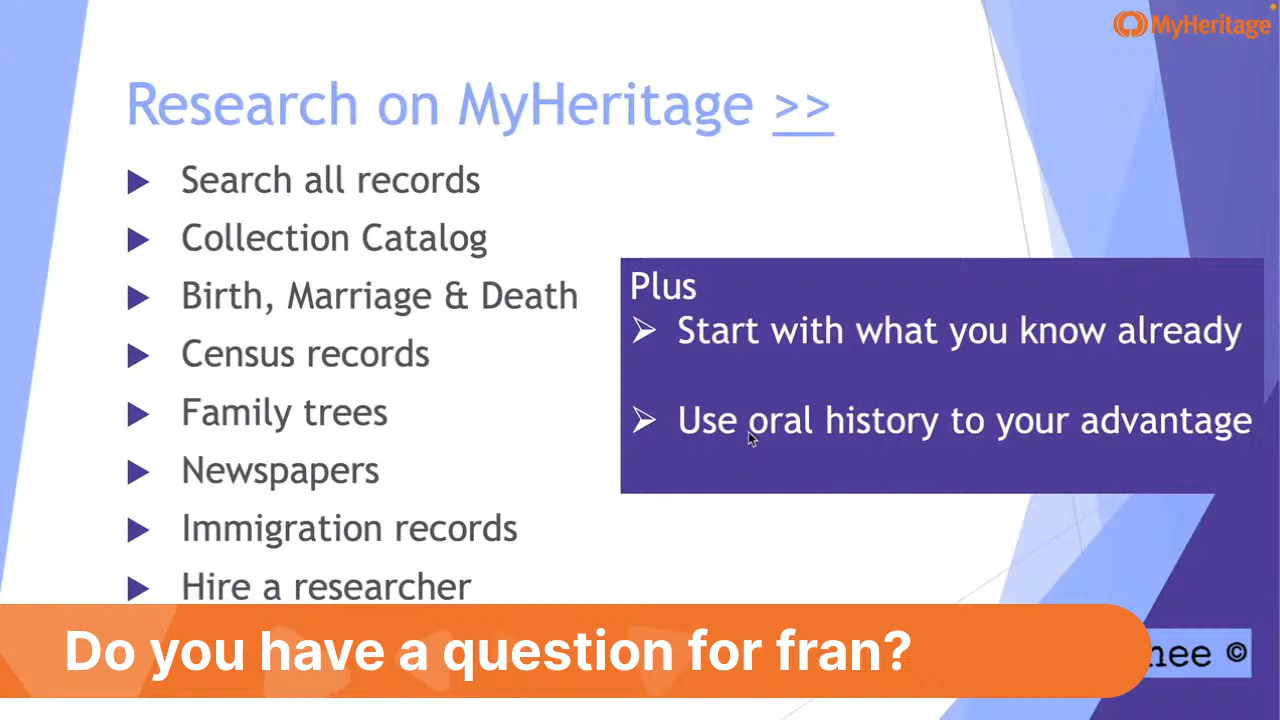 MyHeritage
Research on MyHeritage >>
Search all records
Collection Catalog
Birth, Marriage & Death
Census records
Family trees
Newspapers
Immigration records
Hire a researcher
Plus
Start with what you know already
Use oral history to your advantage
Do you have a question for fran?
©